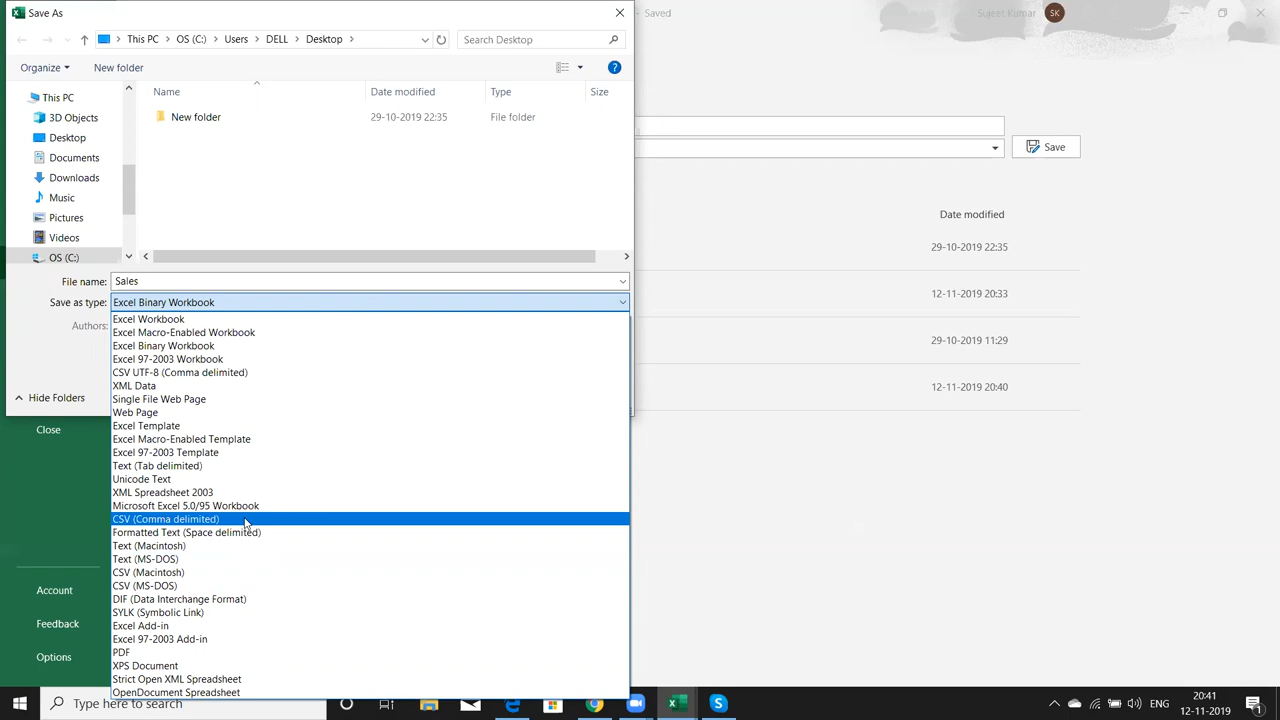 Save As
- Saved
Sujeet Kumar
SK
This PC
OS (C:)
Users
DELL
Desktop
Search Desktop
Organize
New folder
?
Name
Date modified
Type
Size
This PC
3D Objects
Desktop
Documents
Downloads
Music
Pictures
Videos
OS (C:)
New folder
29-10-2019 22:35
File folder
Save
Date modified
29-10-2019 22:35
12-11-2019 20:33
29-10-2019 11:29
12-11-2019 20:40
File name:
Sales
Save as type:
Excel Binary Workbook
Authors:
Hide Folders
Excel Workbook
Excel Macro-Enabled Workbook
Excel Binary Workbook
Excel 97-2003 Workbook
CSV UTF-8 (Comma delimited)
XML Data
Single File Web Page
Web Page
Excel Template
Excel Macro-Enabled Template
Excel 97-2003 Template
Text (Tab delimited)
Unicode Text
XML Spreadsheet 2003
Microsoft Excel 5.0/95 Workbook
CSV (Comma delimited)
Formatted Text (Space delimited)
Text (Macintosh)
Text (MS-DOS)
CSV (Macintosh)
CSV (MS-DOS)
DIF (Data Interchange Format)
SYLK (Symbolic Link)
Excel Add-in
Excel 97-2003 Add-in
PDF
XPS Document
Strict Open XML Spreadsheet
OpenDocument Spreadsheet
Close
Account
Feedback
Options
Type here to search
ENG
20:41
12-11-2019
1